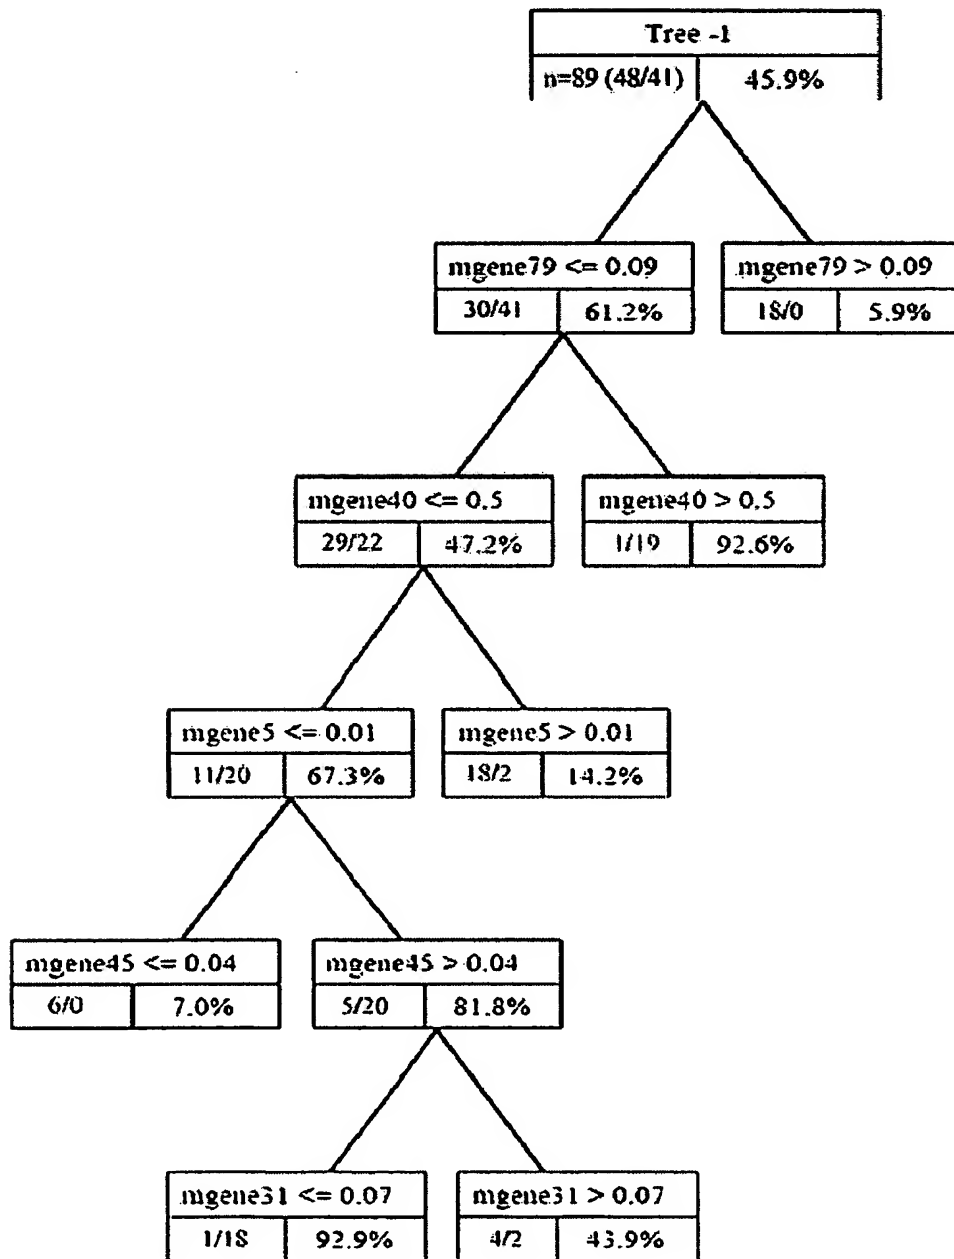 Tree -1
n=89 (48/41) 45.9%
mgene79 <= 0.09 mgene79 > 0.09
30/41 61.2% 18/0 5.9%
mgene40 <= 0.5 mgene40 > 0.5
29/22 47.2% 1/19 92.6%
mgene5 <= 0.01 mgene5 > 0.01
11/20 67.3% 18/2 14.2%
mgene45 <= 0.04 mgene45 > 0.04
6/0 7.0% 5/20 81.8%
mgene31 <= 0.07 mgene31 > 0.07
1/18 92.9% 4/2 43.9%